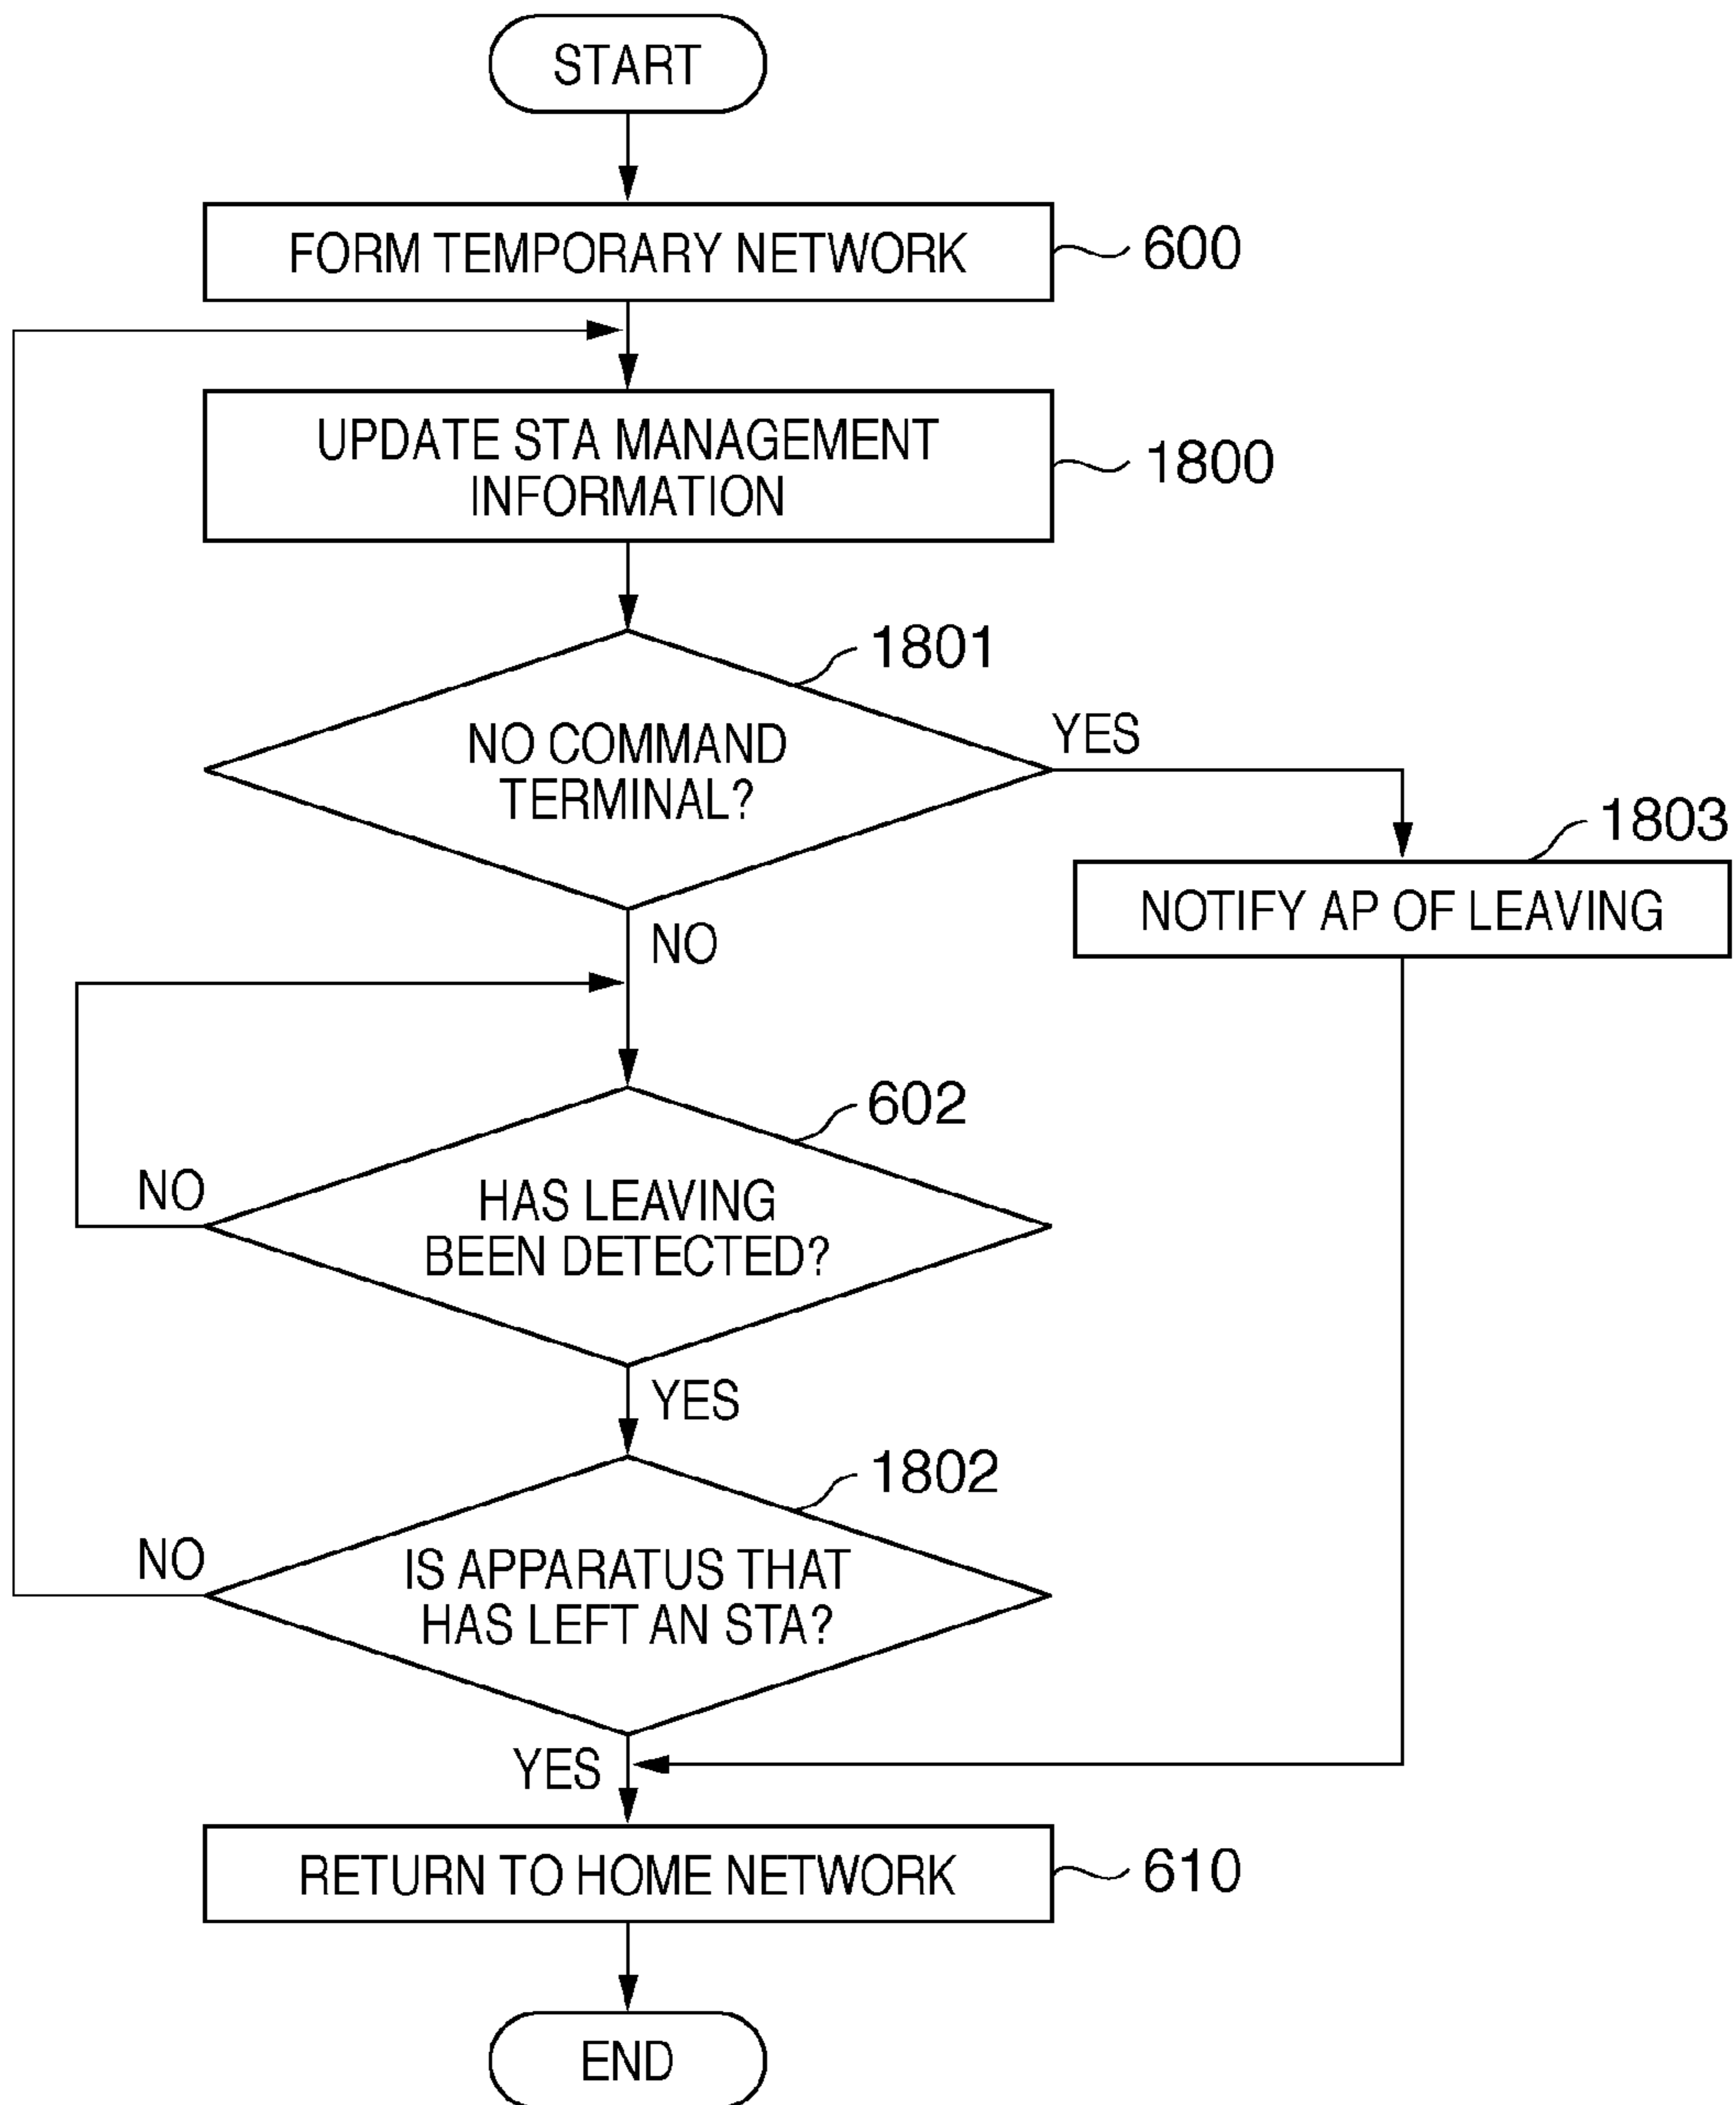 START
FORM TEMPORARY NETWORK
600
UPDATE STA MANAGEMENT
INFORMATION
1800
1801
NO COMMAND
TERMINAL?
YES
1803
NOTIFY AP OF LEAVING
NO
602
NO
HAS LEAVING
BEEN DETECTED?
YES
1802
NO
IS APPARATUS THAT
HAS LEFT AN STA?
YES
RETURN TO HOME NETWORK
610
END